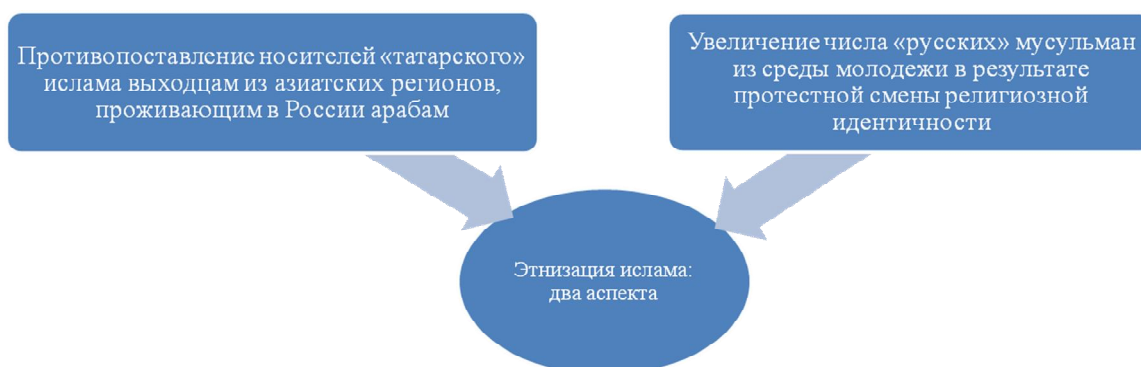 Противопоставление носителей «татарского»
ислама выходцам из азиатских регионов,
проживающим в России арабам
Увеличение числа «русских» мусульман
из среды молодежи в результате
протестной смены религиозной
идентичности
Этнизация ислама:
два аспекта